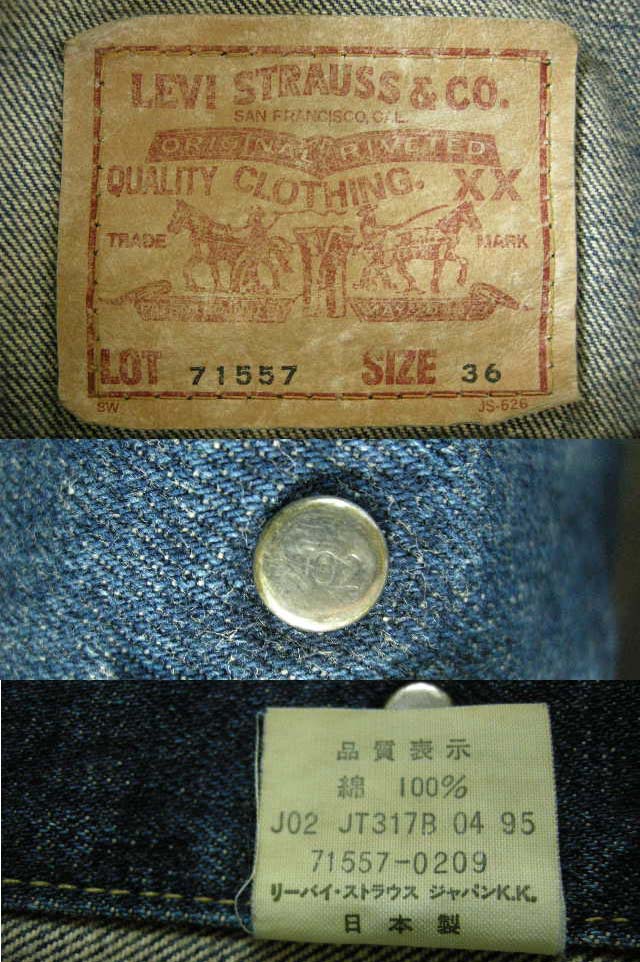 LEVI STRAUSS & CO.
SAN FRANCISCO, CAL.
ORIGINAL RIVETED
QUALITY CLOTHING. XX
TRADE MARK
LOT 71557 SIZE 36
SW JS-626
J02
品質表示
綿 100%
J02 JT317B 04 95
71557-0209
リーバイ・ストラウス ジャパンK.K.
日本製